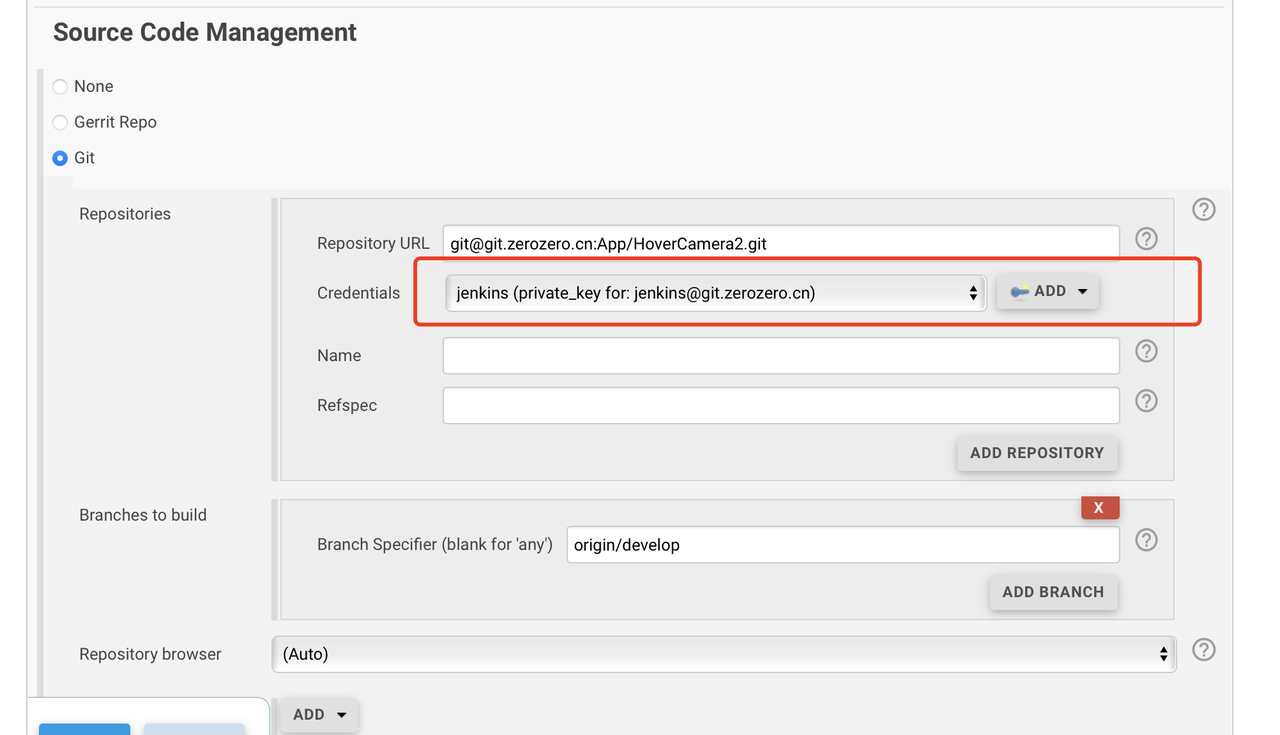 Source Code Management
None
Gerrit Repo
Git
Repositories
Repository URL git@git.zerozero.cn:App/HoverCamera2.git
Credentials jenkins (private_key for: jenkins@git.zerozero.cn) ADD
Name
Refspec
ADD REPOSITORY
Branches to build
X
Branch Specifier (blank for 'any') origin/develop
ADD BRANCH
Repository browser (Auto)
ADD